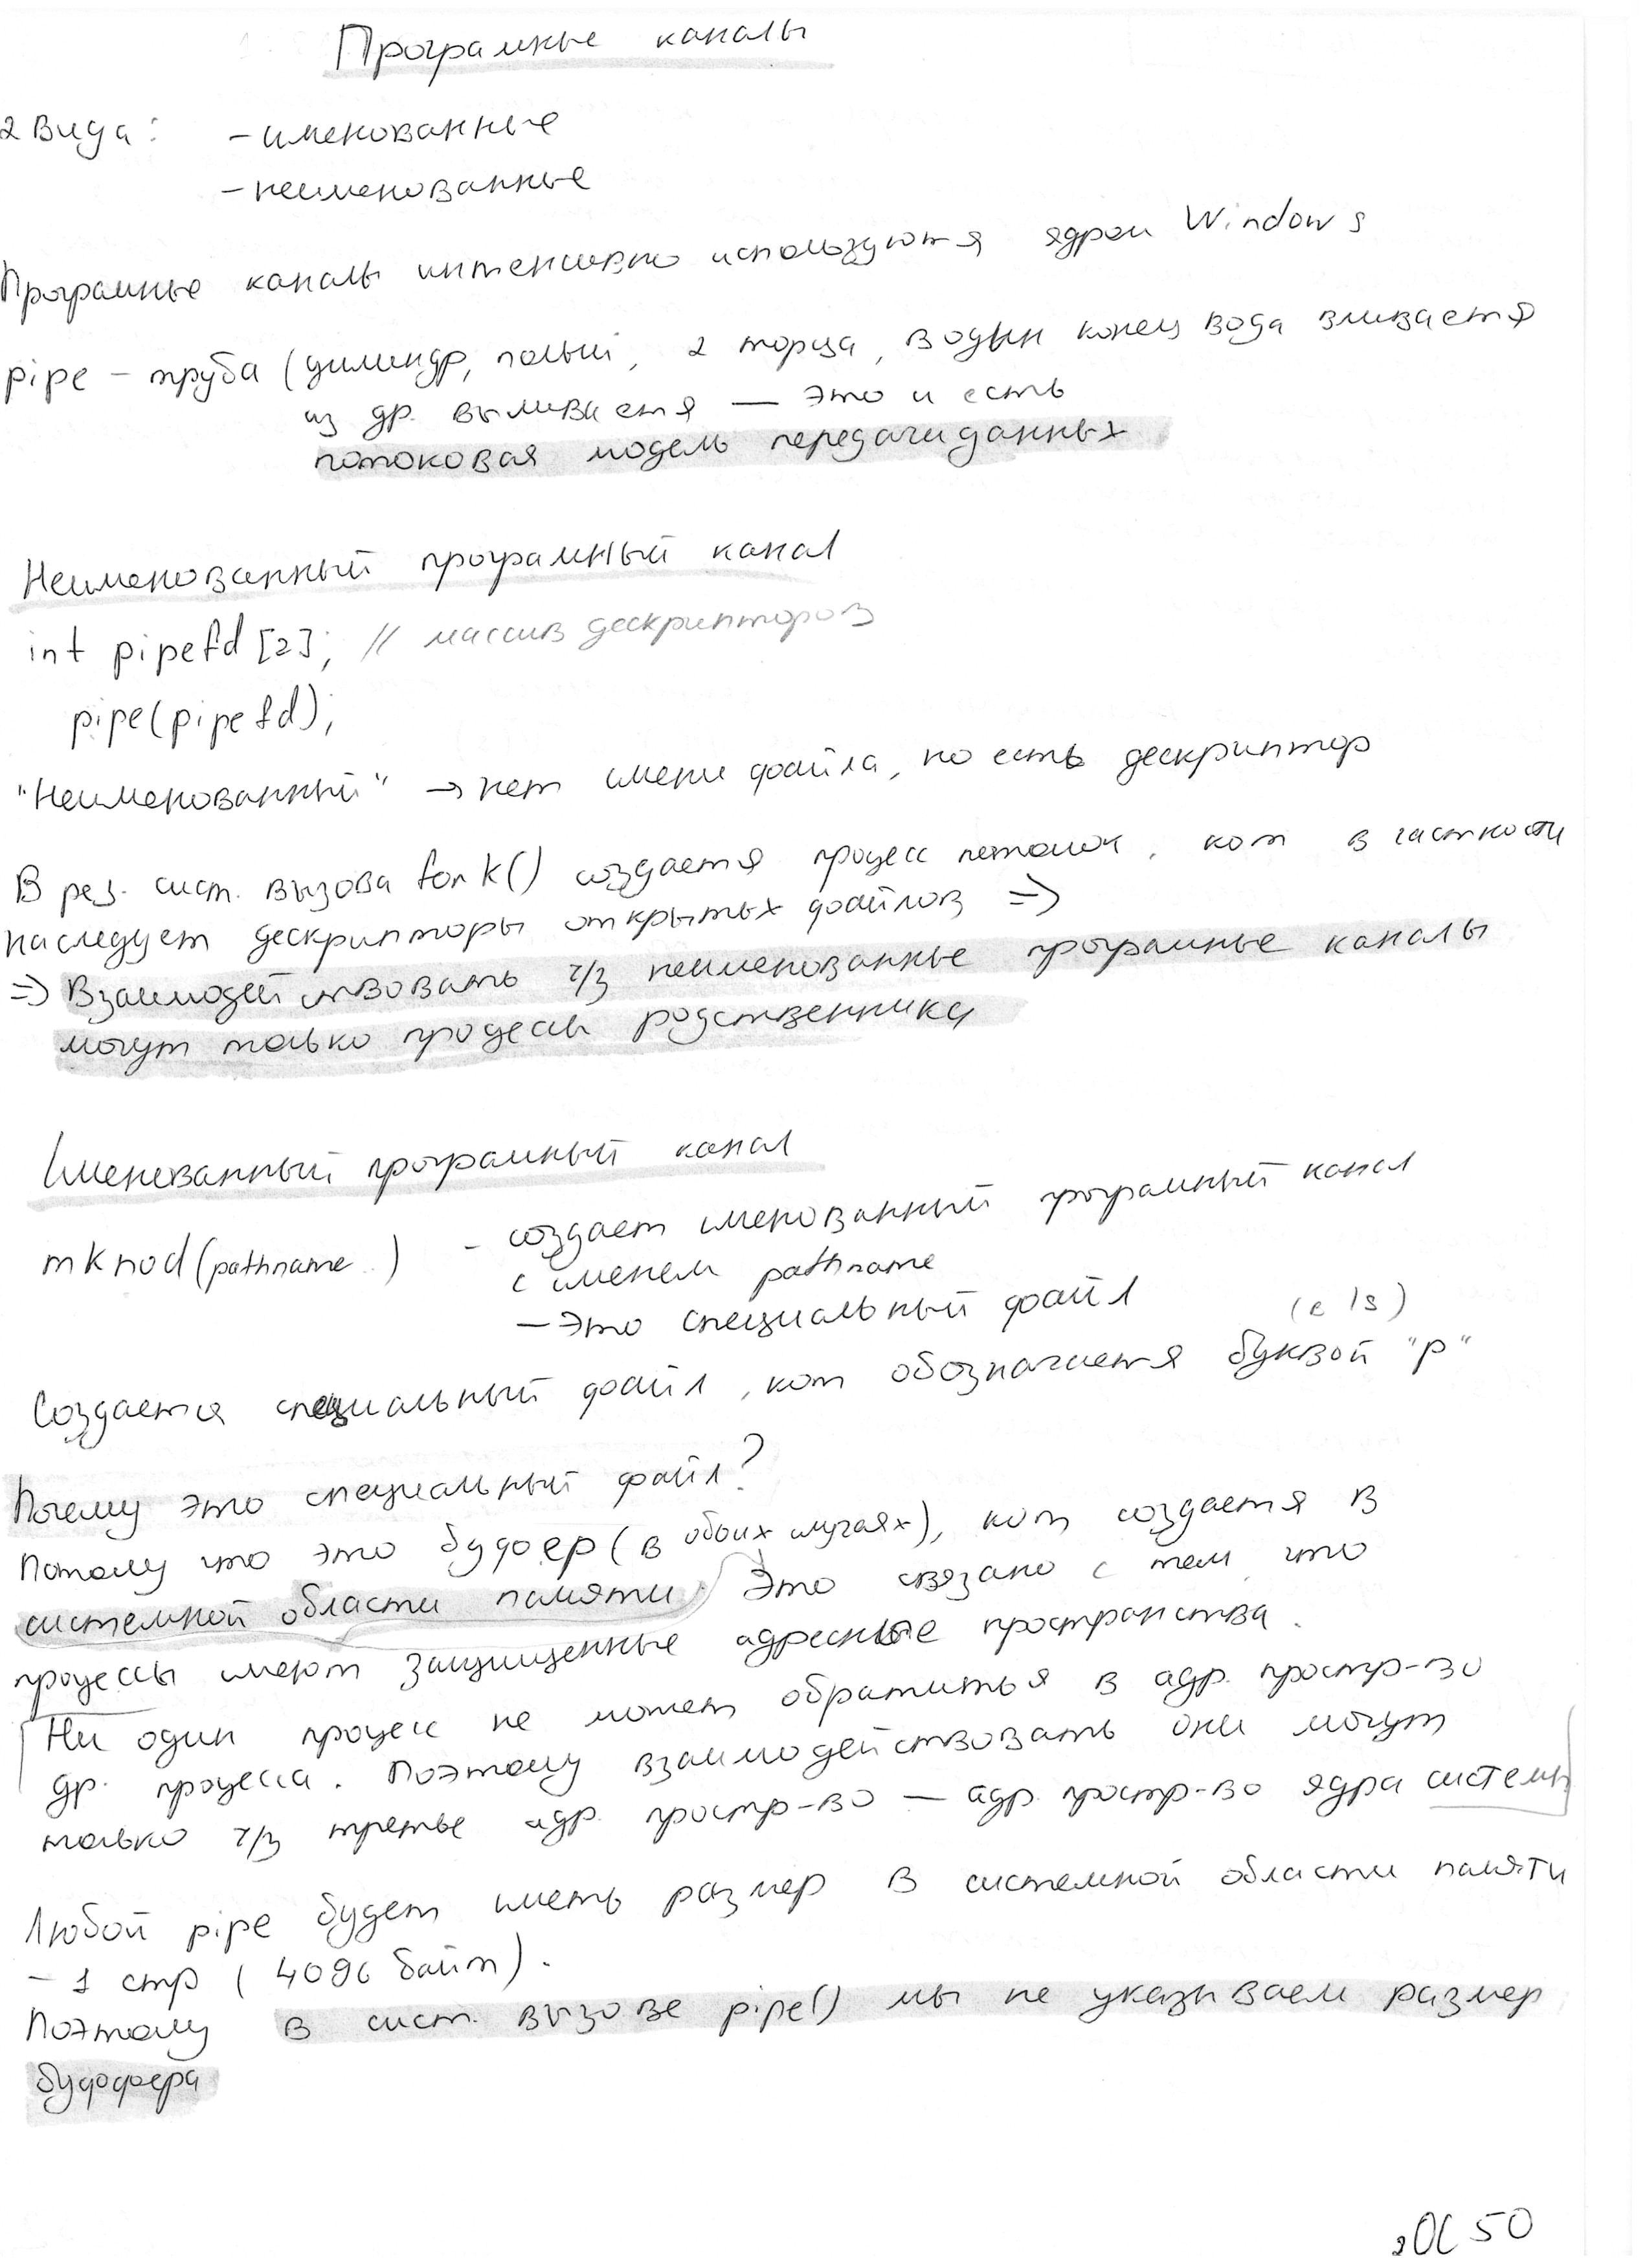 Програмные каналы
2 вида: - именованные
- неименованные
Програмные каналы интенсивно используются ядром Windows
pipe - труба (цилиндр, полый, 2 торца, в один конец вода вливается
из др. выливается — это и есть
потоковая модель передачи данных
Неименованный програмный канал
int pipefd[2]; // массив дескрипторов
pipe(pipefd);
"Неименованный" → нет имени файла, но есть дескриптор
В рез. сист. вызова fork() создается процесс потомок, кот в частности
наследует дескрипторы открытых файлов =>
=> Взаимодействовать ч/з неименованные програмные каналы
могут только процессы родственники
Именованный програмный канал
mknod(pathname..) - создает именованный програмный канал
с именем pathname
— это специальный файл (с ls)
Создается специальный файл, кот обозначается буквой "p"
Почему это специальный файл?
Потому что это буфер (в обоих случаях), кот создается в
системной области памяти. Это связано с тем, что
процессы имеют защищенные адресные пространства.
Ни один процесс не может обратиться в адр. простр-во
др. процесса. Поэтому взаимодействовать они могут
только ч/з третье адр. простр-во — адр. простр-во ядра системы
Любой pipe будет иметь размер в системной области памяти
- 1 стр (4096 байт).
Поэтому в сист. вызове pipe() мы не указываем размер
буффера
2ОС 50